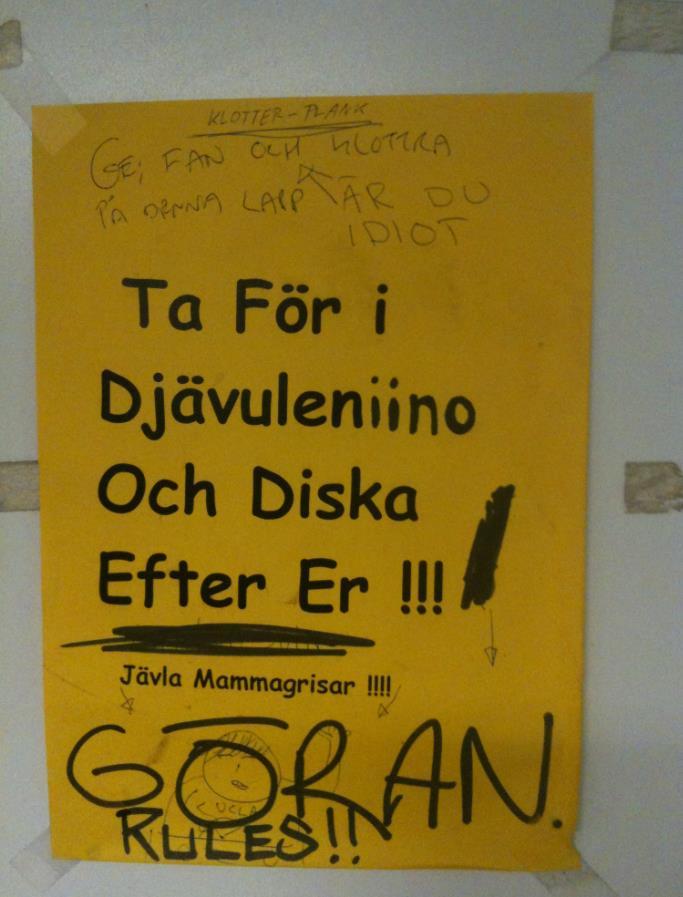 KLOTTER-PLANK
GE; FAN OCH KLOTTRA
PÅ DENNA LAPP ÄR DU
IDIOT
Ta För i
Djävuleniino
Och Diska
Efter Er !!!
Jävla Mammagrisar !!!!
GÖRAN.
RULES!!